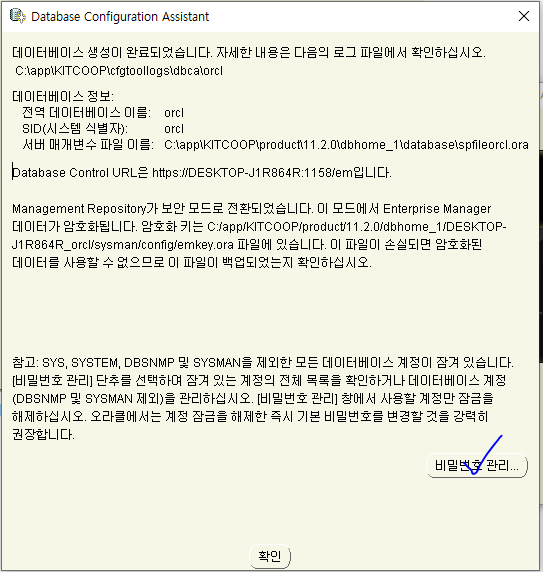 Database Configuration Assistant
데이터베이스 생성이 완료되었습니다. 자세한 내용은 다음의 로그 파일에서 확인하십시오.
C:\app\KITCOOP\cfgtoollogs\dbca\orcl
데이터베이스 정보:
전역 데이터베이스 이름: orcl
SID(시스템 식별자): orcl
서버 매개변수 파일 이름: C:\app\KITCOOP\product\11.2.0\dbhome_1\database\spfileorcl.ora
Database Control URL은 https://DESKTOP-J1R864R:1158/em입니다.
Management Repository가 보안 모드로 전환되었습니다. 이 모드에서 Enterprise Manager
데이터가 암호화됩니다. 암호화 키는 C:/app/KITCOOP/product/11.2.0/dbhome_1/DESKTOP-
J1R864R_orcl/sysman/config/emkey.ora 파일에 있습니다. 이 파일이 손실되면 암호화된
데이터를 사용할 수 없으므로 이 파일이 백업되었는지 확인하십시오.
참고: SYS, SYSTEM, DBSNMP 및 SYSMAN을 제외한 모든 데이터베이스 계정이 잠겨 있습니다.
[비밀번호 관리] 단추를 선택하여 잠겨 있는 계정의 전체 목록을 확인하거나 데이터베이스 계정
(DBSNMP 및 SYSMAN 제외)을 관리하십시오. [비밀번호 관리] 창에서 사용할 계정만 잠금을
해제하십시오. 오라클에서는 계정 잠금을 해제한 즉시 기본 비밀번호를 변경할 것을 강력히
권장합니다.
비밀번호 관리...
확인